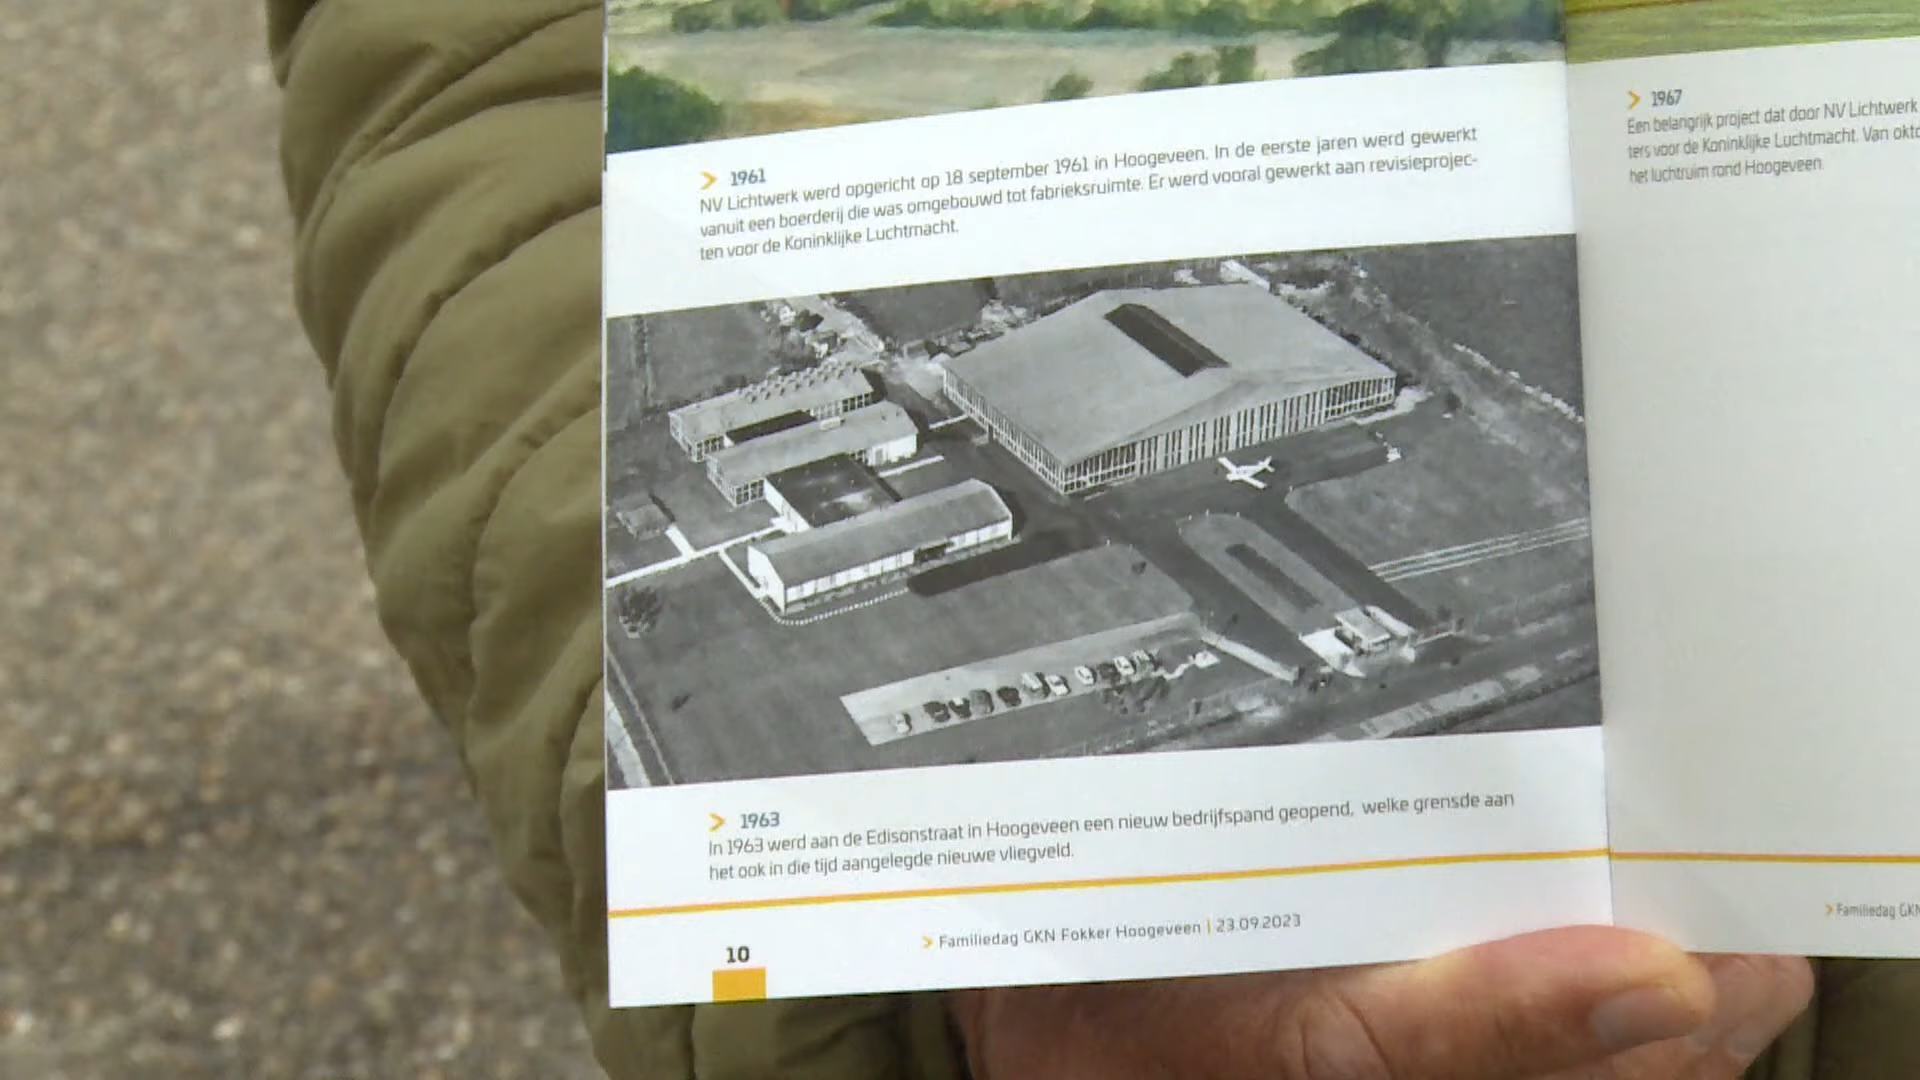 > 1961
NV Lichtwerk werd opgericht op 18 september 1961 in Hoogeveen. In de eerste jaren werd gewerkt
vanuit een boerderij die was omgebouwd tot fabrieksruimte. Er werd vooral gewerkt aan revisieprojec-
ten voor de Koninklijke Luchtmacht.
> 1963
In 1963 werd aan de Edisonstraat in Hoogeveen een nieuw bedrijfspand geopend, welke grensde aan
het ook in die tijd aangelegde nieuwe vliegveld.
10
> Familiedag GKN Fokker Hoogeveen | 23.09.2023
> 1967
Een belangrijk project dat door NV Lichtwerk
ters voor de Koninklijke Luchtmacht. Van okto
het luchtruim rond Hoogeveen.
> Familiedag GKN